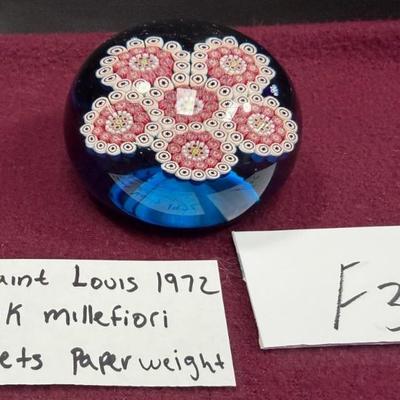 aint Louis 1972
K millefiori
ets paperweight
F3